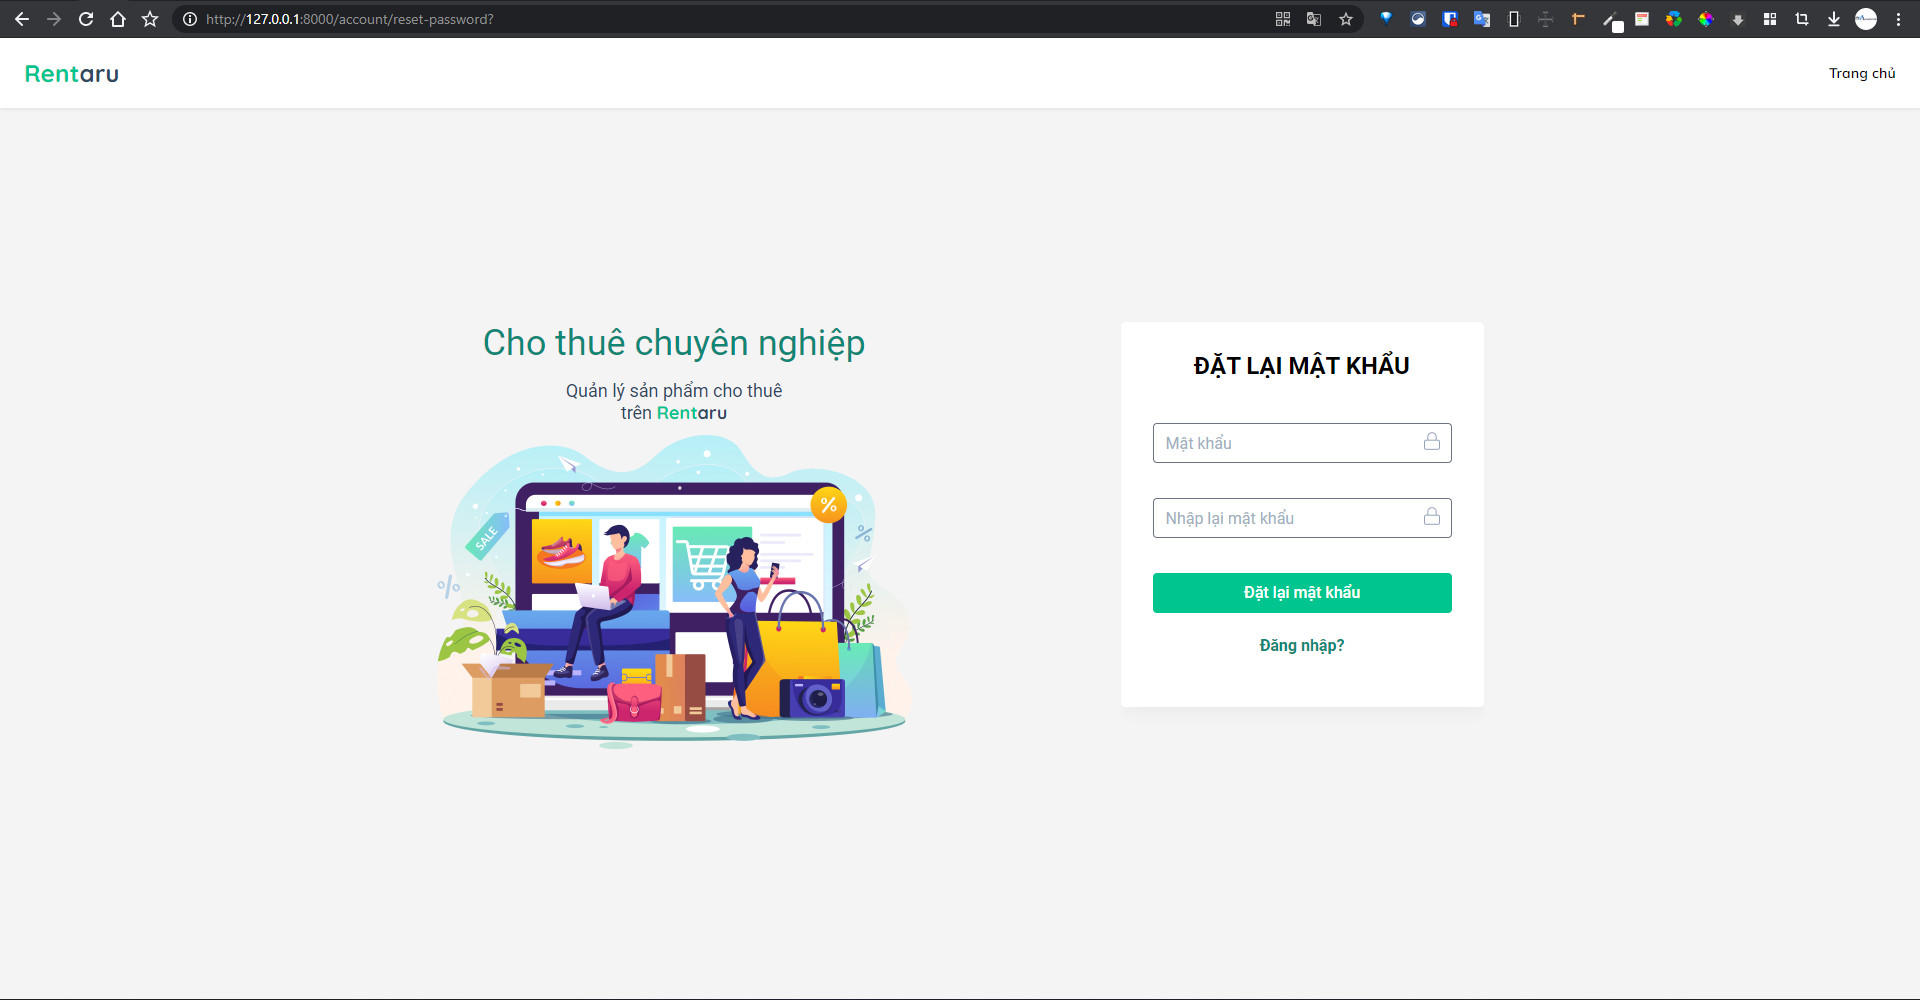 http://127.0.0.1:8000/account/reset-password?
Rentaru
Trang chủ
Cho thuê chuyên nghiệp
Quản lý sản phẩm cho thuê
trên Rentaru
SALE
%
%
%
ĐẶT LẠI MẬT KHẨU
Mật khẩu
Nhập lại mật khẩu
Đặt lại mật khẩu
Đăng nhập?